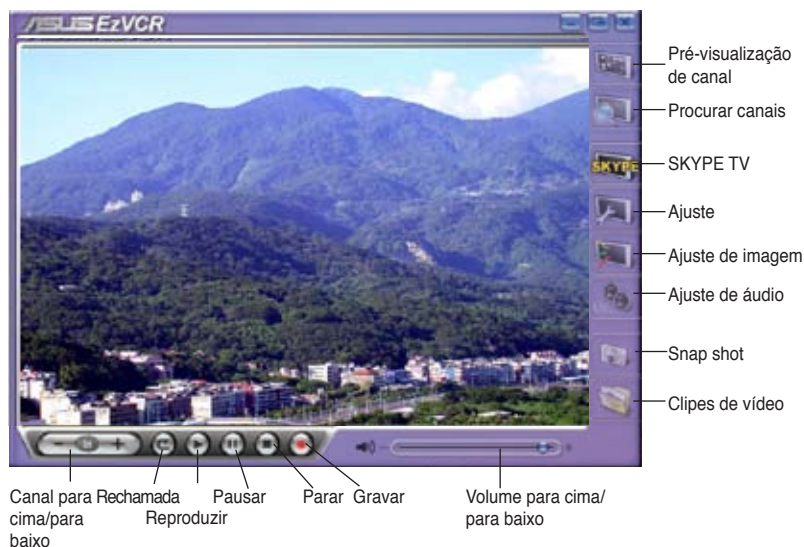 ASUS EzVCR
Pré-visualização
de canal
Procurar canais
SKYPE
SKYPE TV
Ajuste
Ajuste de imagem
Ajuste de áudio
Snap shot
Clipes de vídeo
Canal para
cima/para
baixo
Rechamada
Reproduzir
Pausar
Parar
Gravar
Volume para cima/
para baixo